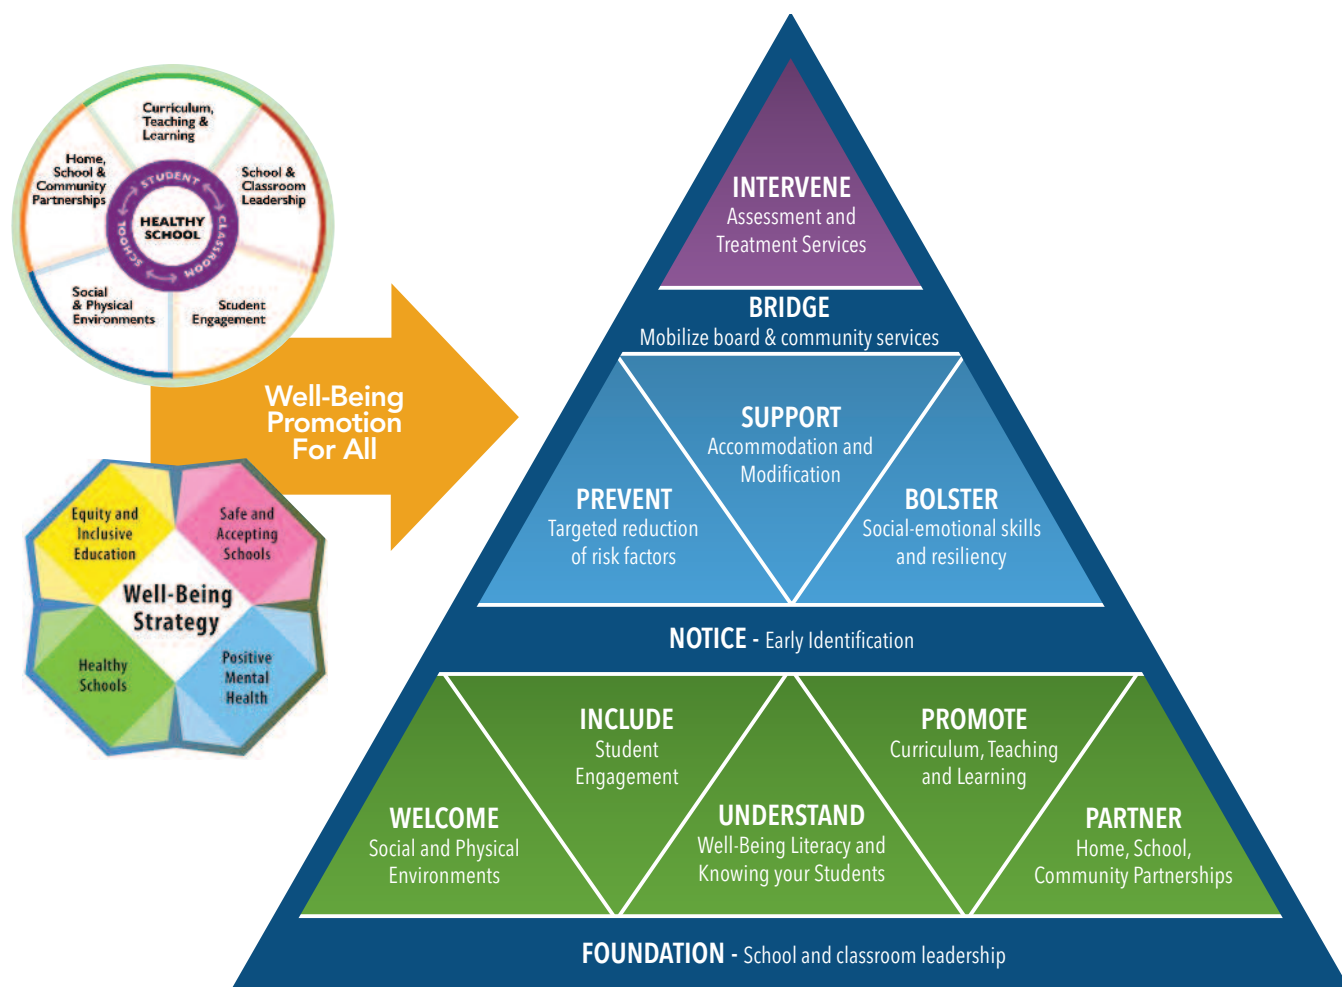 Curriculum,
Teaching &
Learning
Home,
School &
Community
Partnerships
School &
Classroom
Leadership
STUDENT
CLASSROOM
SCHOOL
HEALTHY
SCHOOL
Social
& Physical
Environments
Student
Engagement
Well-Being
Promotion
For All
Equity and
Inclusive
Education
Safe and
Accepting
Schools
Well-Being
Strategy
Healthy
Schools
Positive
Mental
Health
INTERVENE
Assessment and
Treatment Services
BRIDGE
Mobilize board & community services
SUPPORT
Accommodation and
Modification
PREVENT
Targeted reduction
of risk factors
BOLSTER
Social-emotional skills
and resiliency
NOTICE - Early Identification
INCLUDE
Student
Engagement
PROMOTE
Curriculum, Teaching
and Learning
WELCOME
Social and Physical
Environments
UNDERSTAND
Well-Being Literacy and
Knowing your Students
PARTNER
Home, School,
Community Partnerships
FOUNDATION - School and classroom leadership